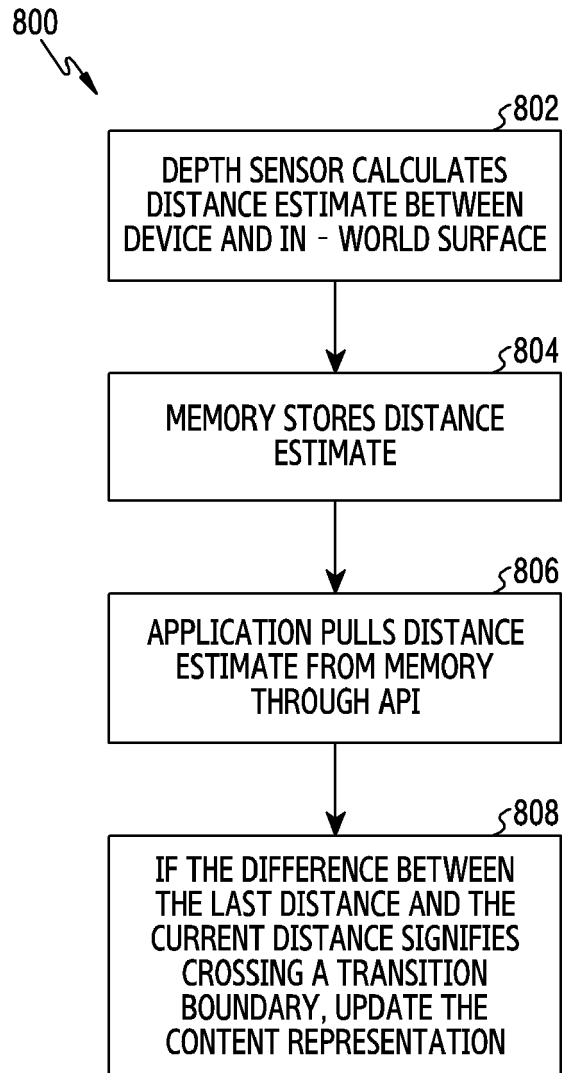 800
802
DEPTH SENSOR CALCULATES
DISTANCE ESTIMATE BETWEEN
DEVICE AND IN - WORLD SURFACE
804
MEMORY STORES DISTANCE
ESTIMATE
806
APPLICATION PULLS DISTANCE
ESTIMATE FROM MEMORY
THROUGH API
808
IF THE DIFFERENCE BETWEEN
THE LAST DISTANCE AND THE
CURRENT DISTANCE SIGNIFIES
CROSSING A TRANSITION
BOUNDARY, UPDATE THE
CONTENT REPRESENTATION